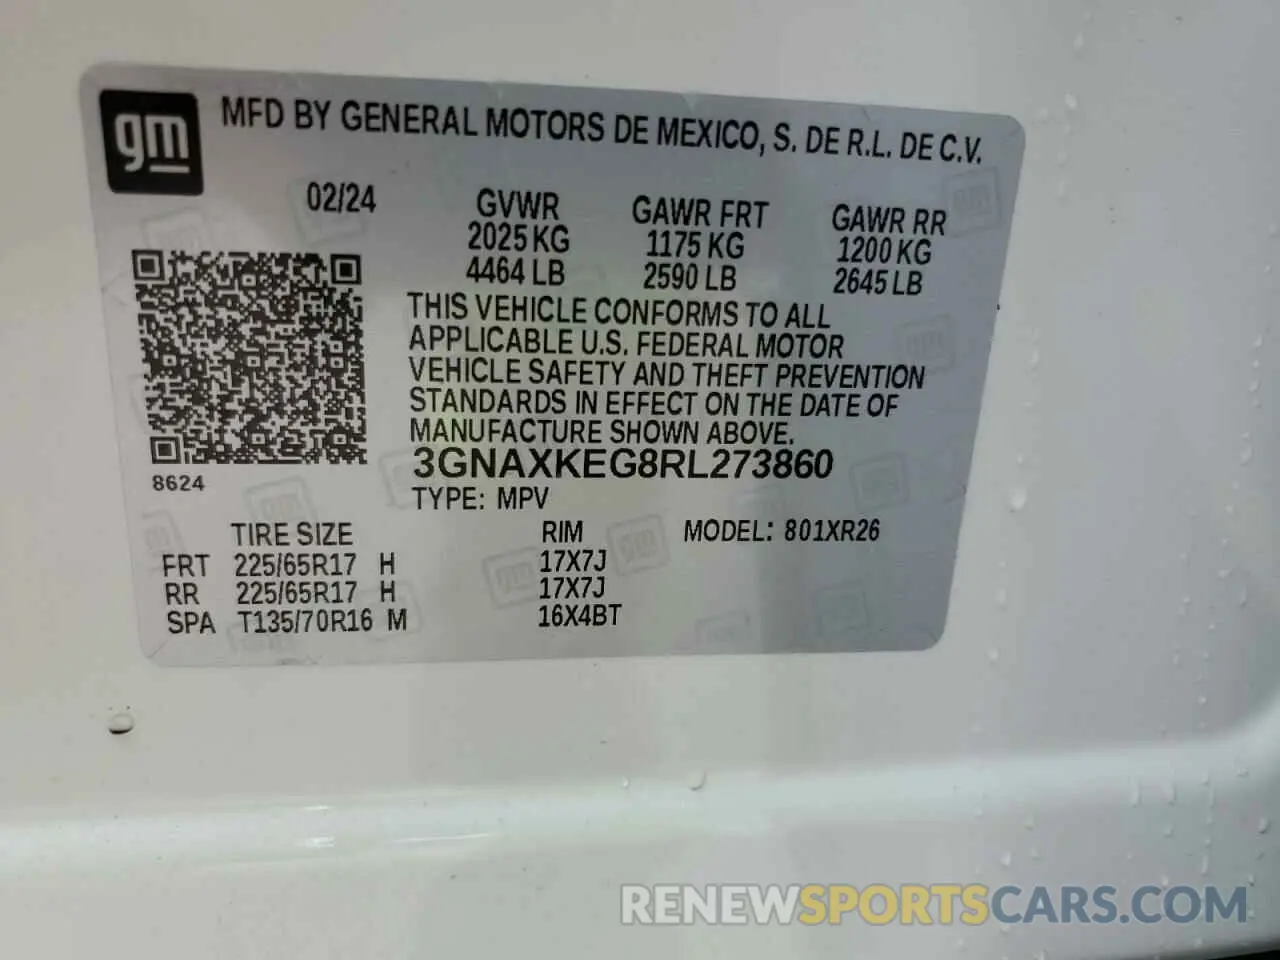 gm MFD BY GENERAL MOTORS DE MEXICO, S. DE R.L. DE C.V.
02/24 GVWR GAWR FRT GAWR RR
2025 KG 1175 KG 1200 KG
4464 LB 2590 LB 2645 LB
THIS VEHICLE CONFORMS TO ALL
APPLICABLE U.S. FEDERAL MOTOR
VEHICLE SAFETY AND THEFT PREVENTION
STANDARDS IN EFFECT ON THE DATE OF
MANUFACTURE SHOWN ABOVE.
3GNAXKEG8RL273860
8624
TYPE: MPV
TIRE SIZE RIM MODEL: 801XR26
FRT 225/65R17 H 17X7J
RR 225/65R17 H 17X7J
SPA T135/70R16 M 16X4BT
RENEWSPORTSCARS.COM